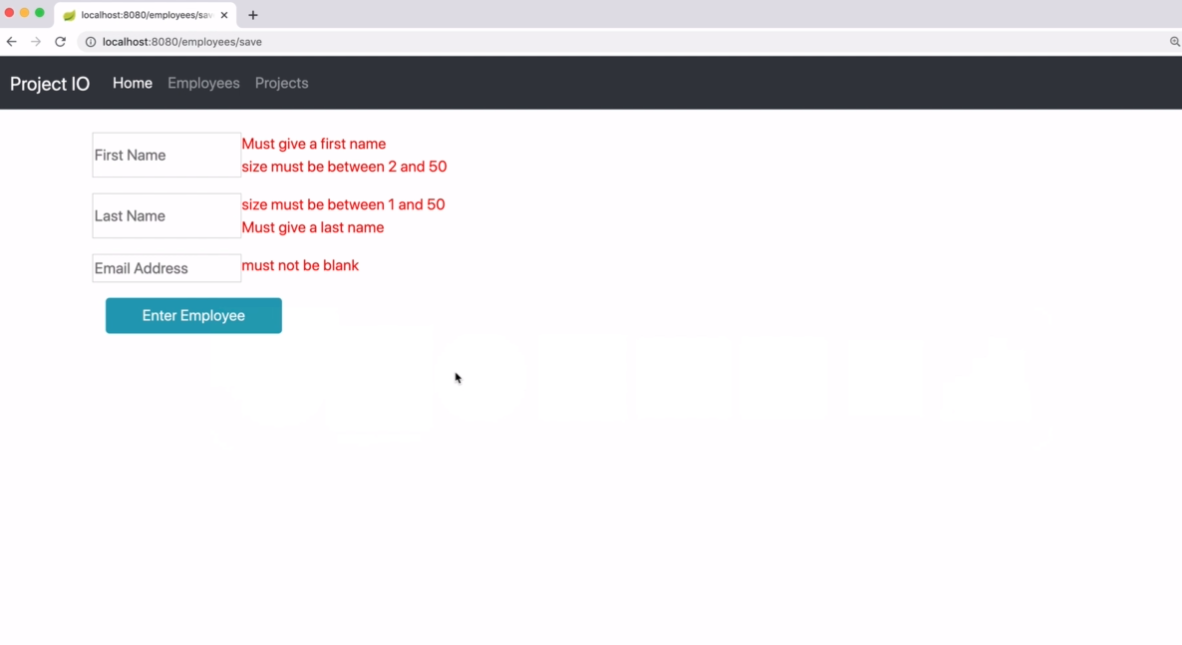 localhost:8080/employees/sav
localhost:8080/employees/save
Project IO Home Employees Projects
First Name
Must give a first name
size must be between 2 and 50
Last Name
size must be between 1 and 50
Must give a last name
Email Address
must not be blank
Enter Employee